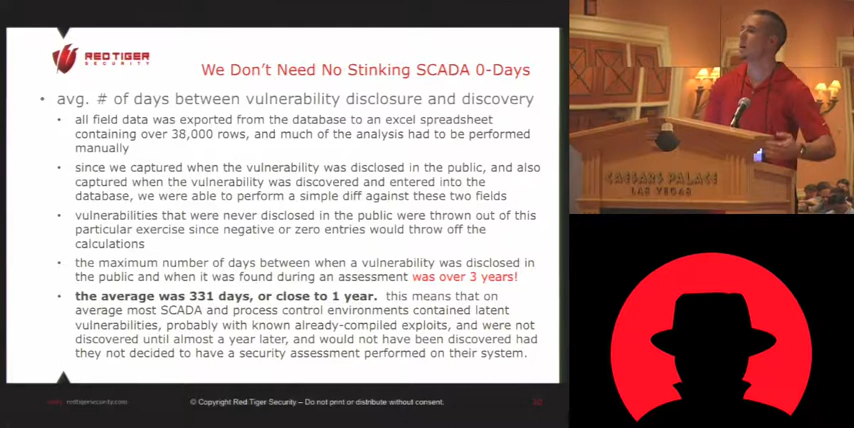 REDTIGER
SECURITY
We Don't Need No Stinking SCADA 0-Days
• avg. # of days between vulnerability disclosure and discovery
• all field data was exported from the database to an excel spreadsheet
containing over 38,000 rows, and much of the analysis had to be performed
manually
• since we captured when the vulnerability was disclosed in the public, and also
captured when the vulnerability was discovered and entered into the
database, we were able to perform a simple diff against these two fields
• vulnerabilities that were never disclosed in the public were thrown out of this
particular exercise since negative or zero entries would throw off the
calculations
• the maximum number of days between when a vulnerability was disclosed in
the public and when it was found during an assessment was over 3 years!
• the average was 331 days, or close to 1 year. this means that on
average most SCADA and process control environments contained latent
vulnerabilities, probably with known already-compiled exploits, and were not
discovered until almost a year later, and would not have been discovered had
they not decided to have a security assessment performed on their system.
redtigersecurity.com
© Copyright Red Tiger Security – Do not print or distribute without consent.
CAESARS PALACE
LAS VEGAS